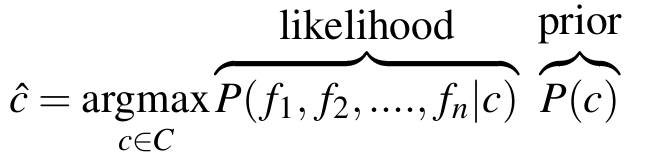 likelihood prior
ĉ = argmax P(f₁, f₂, ...., fₙ|c) P(c)
c∈C